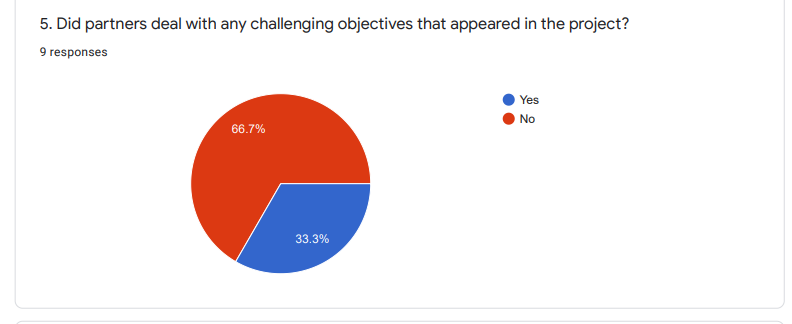 5. Did partners deal with any challenging objectives that appeared in the project?
9 responses
Yes
No
66.7%
33.3%